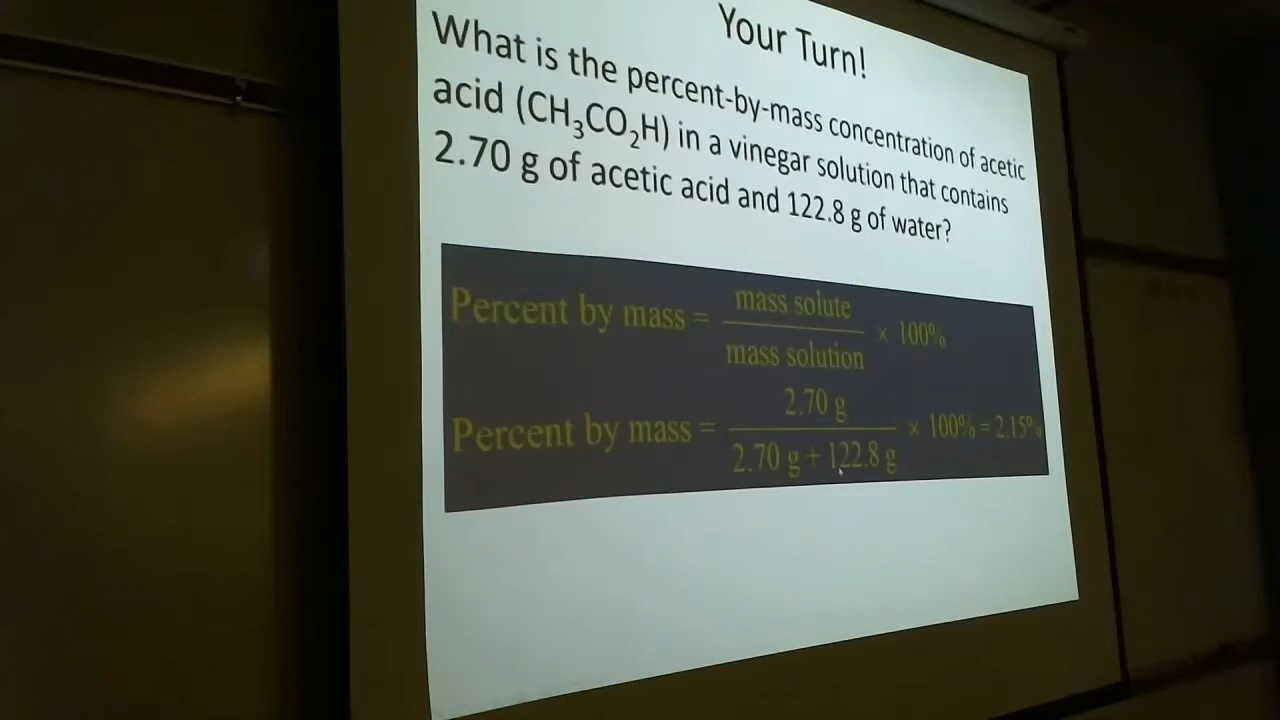 Your Turn!
What is the percent-by-mass concentration of acetic
acid (CH₃CO₂H) in a vinegar solution that contains
2.70 g of acetic acid and 122.8 g of water?
Percent by mass = mass solute / mass solution × 100%
Percent by mass = 2.70 g / 2.70 g + 122.8 g × 100% = 2.15%